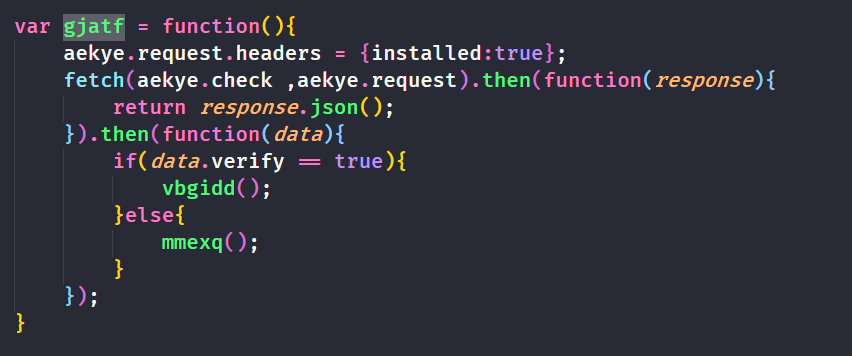 var gjatf = function(){
aekye.request.headers = {installed:true};
fetch(aekye.check ,aekye.request).then(function(response){
return response.json();
}).then(function(data){
if(data.verify == true){
vbgidd();
}else{
mmexq();
}
});
}